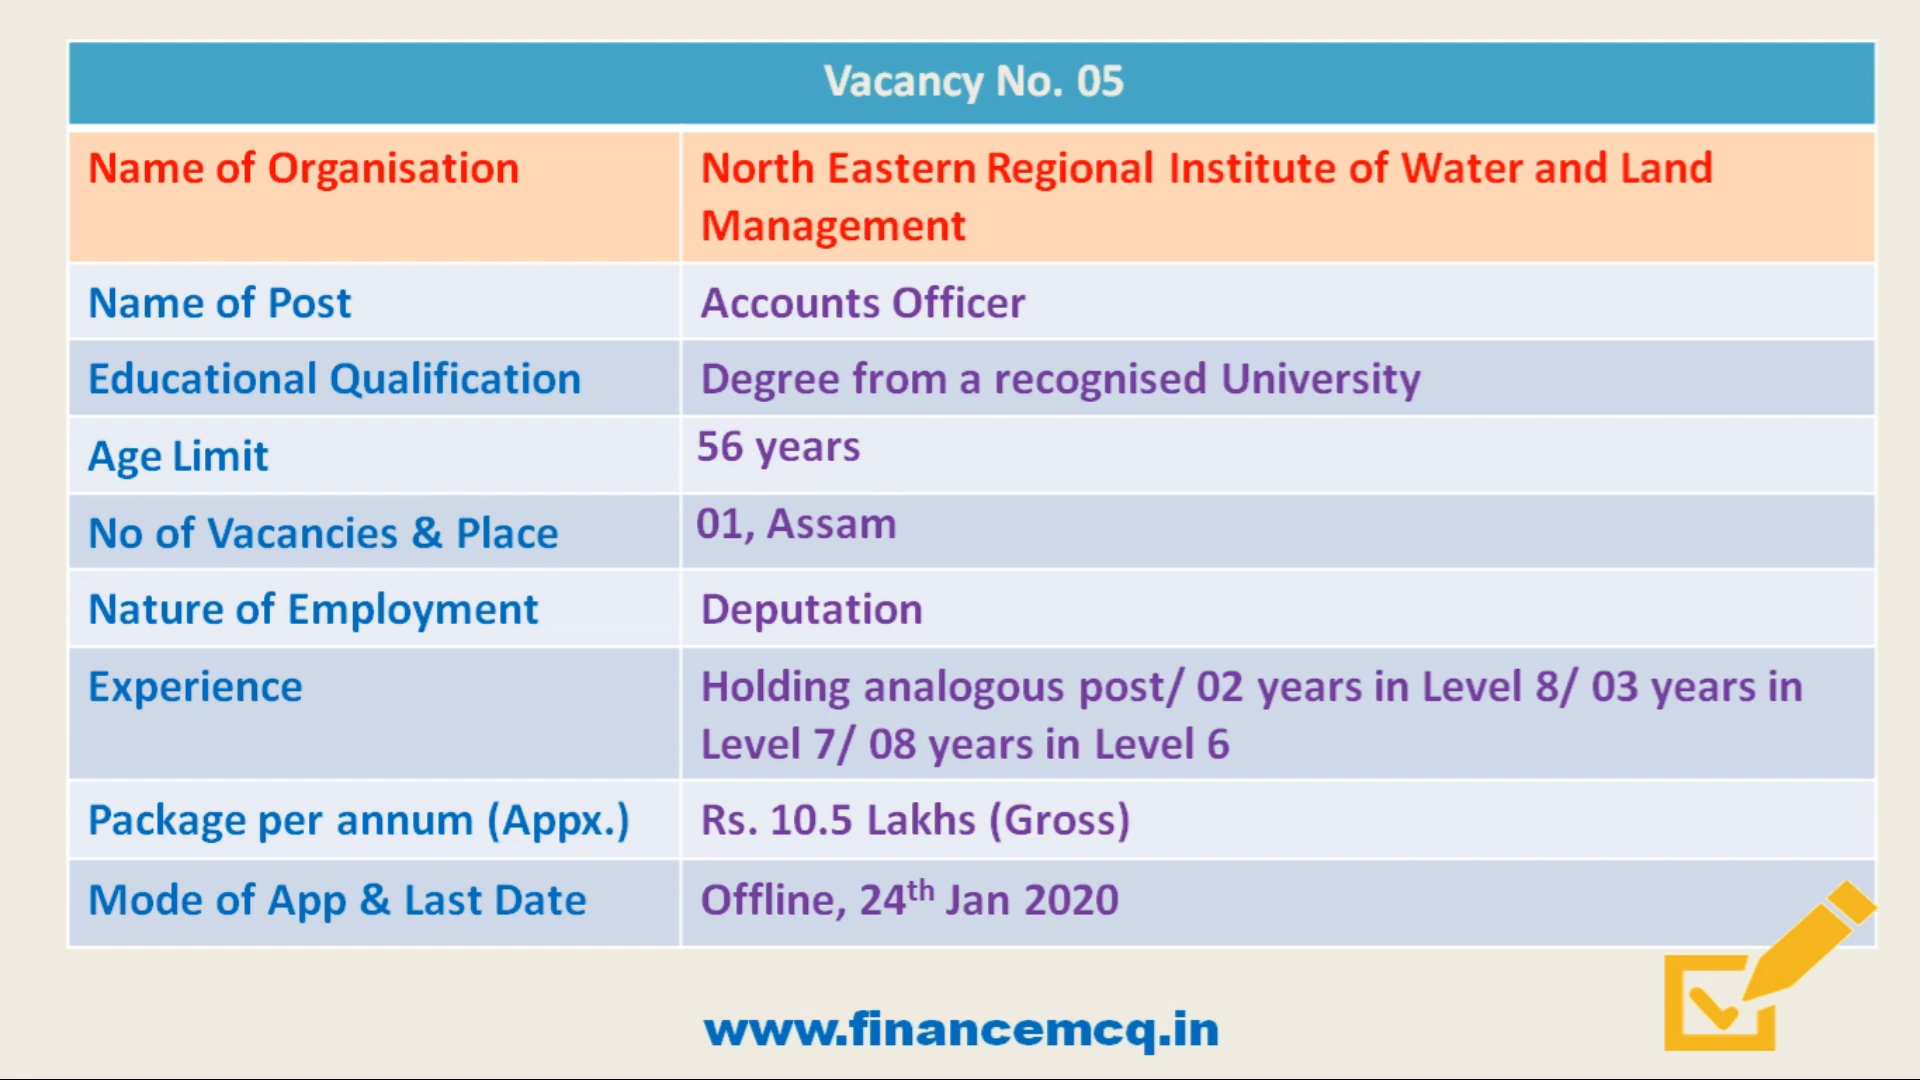 Vacancy No. 05
Name of Organisation
North Eastern Regional Institute of Water and Land
Management
Name of Post
Accounts Officer
Educational Qualification
Degree from a recognised University
Age Limit
56 years
No of Vacancies & Place
01, Assam
Nature of Employment
Deputation
Experience
Holding analogous post/ 02 years in Level 8/ 03 years in
Level 7/ 08 years in Level 6
Package per annum (Appx.)
Rs. 10.5 Lakhs (Gross)
Mode of App & Last Date
Offline, 24th Jan 2020
www.financemcq.in